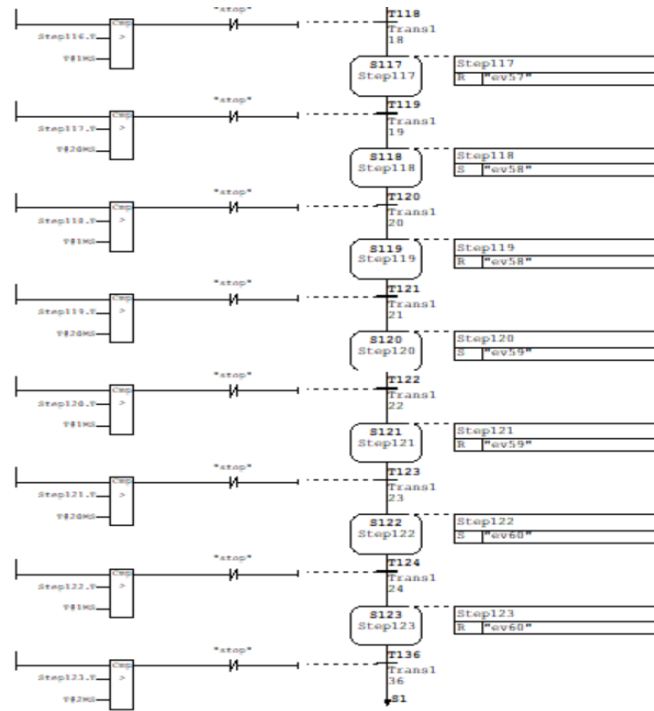 "stop" T118
Cmp Trans1
Step116.T > 18
T#1MS S117 Step117
Step117 R "ev57"
"stop" T119
Cmp Trans1
Step117.T > 19
T#20MS S118 Step118
Step118 S "ev58"
"stop" T120
Cmp Trans1
Step118.T > 20
T#1MS S119 Step119
Step119 R "ev58"
"stop" T121
Cmp Trans1
Step119.T > 21
T#20MS S120 Step120
Step120 S "ev59"
"stop" T122
Cmp Trans1
Step120.T > 22
T#1MS S121 Step121
Step121 R "ev59"
"stop" T123
Cmp Trans1
Step121.T > 23
T#20MS S122 Step122
Step122 S "ev60"
"stop" T124
Cmp Trans1
Step122.T > 24
T#1MS S123 Step123
Step123 R "ev60"
"stop" T136
Cmp Trans1
Step123.T > 36
T#2MS S1